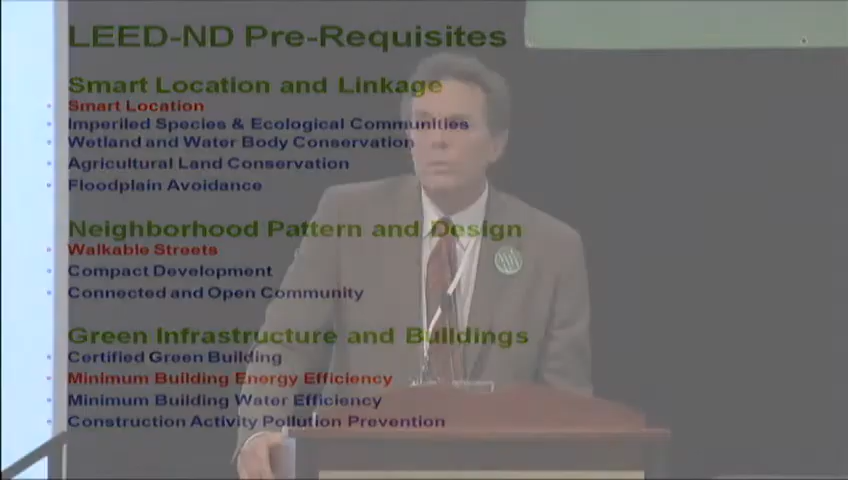 LEED-ND Pre-Requisites
Smart Location and Linkage
Smart Location
Imperiled Species & Ecological Communities
Wetland and Water Body Conservation
Agricultural Land Conservation
Floodplain Avoidance
Neighborhood Pattern and Design
Walkable Streets
Compact Development
Connected and Open Community
Green Infrastructure and Buildings
Certified Green Building
Minimum Building Energy Efficiency
Minimum Building Water Efficiency
Construction Activity Pollution Prevention